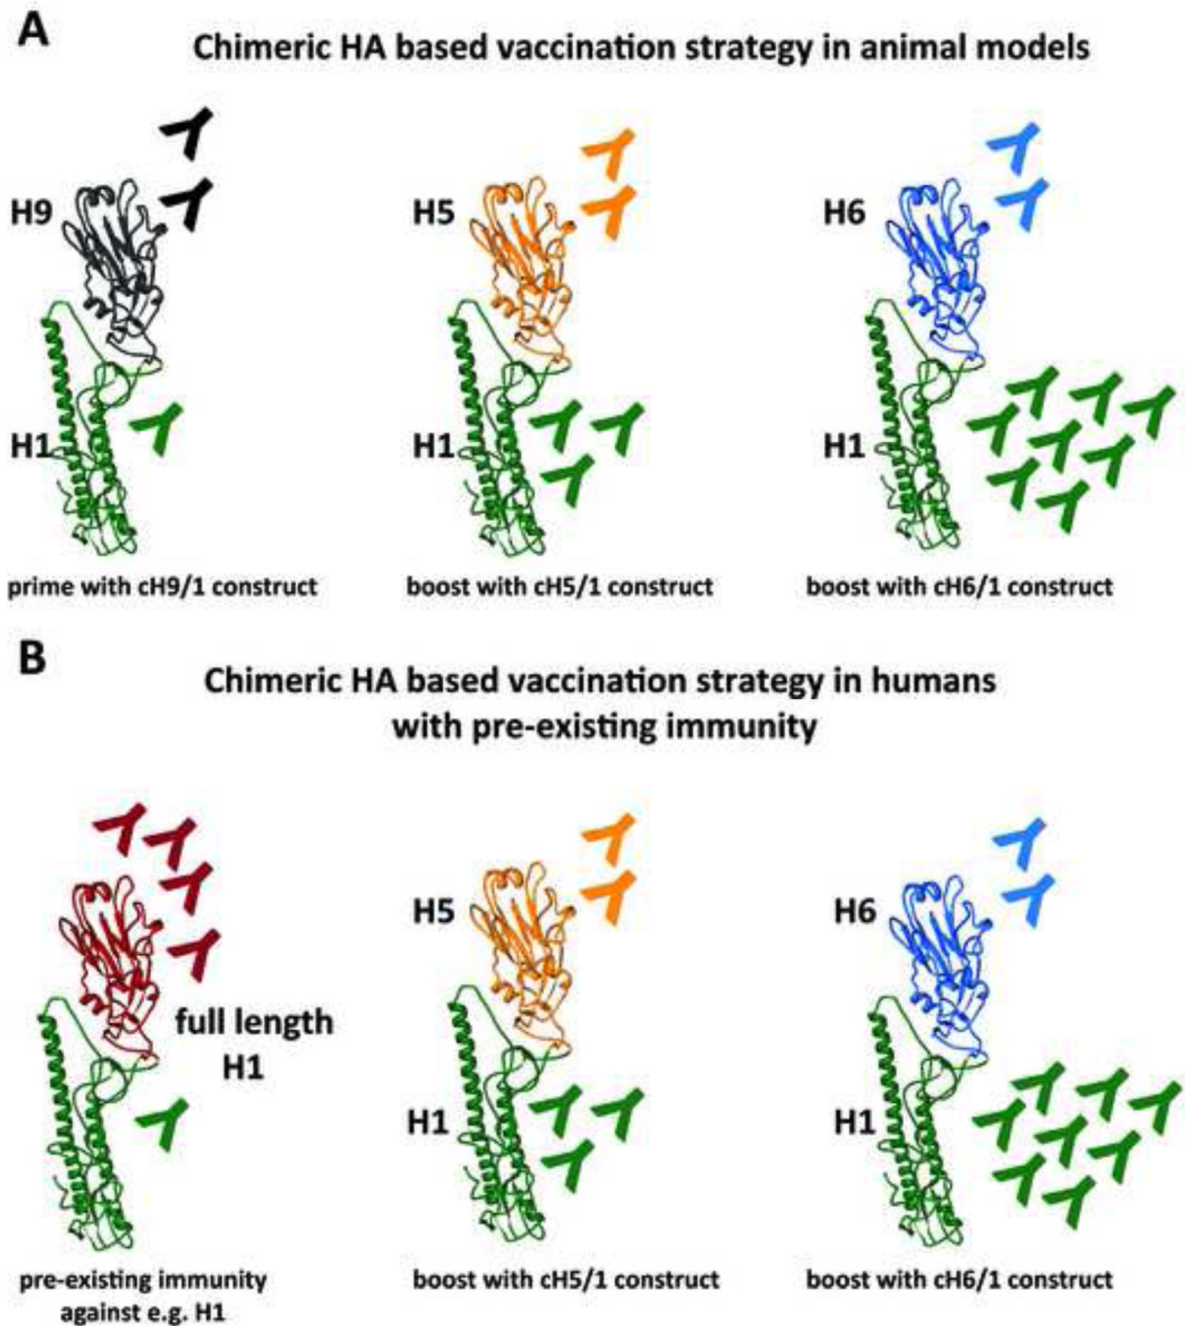 A
Chimeric HA based vaccination strategy in animal models
H9
H5
H6
H1
H1
H1
prime with cH9/1 construct
boost with cH5/1 construct
boost with cH6/1 construct
B
Chimeric HA based vaccination strategy in humans
with pre-existing immunity
H5
H6
full length
H1
H1
H1
pre-existing immunity
against e.g. H1
boost with cH5/1 construct
boost with cH6/1 construct